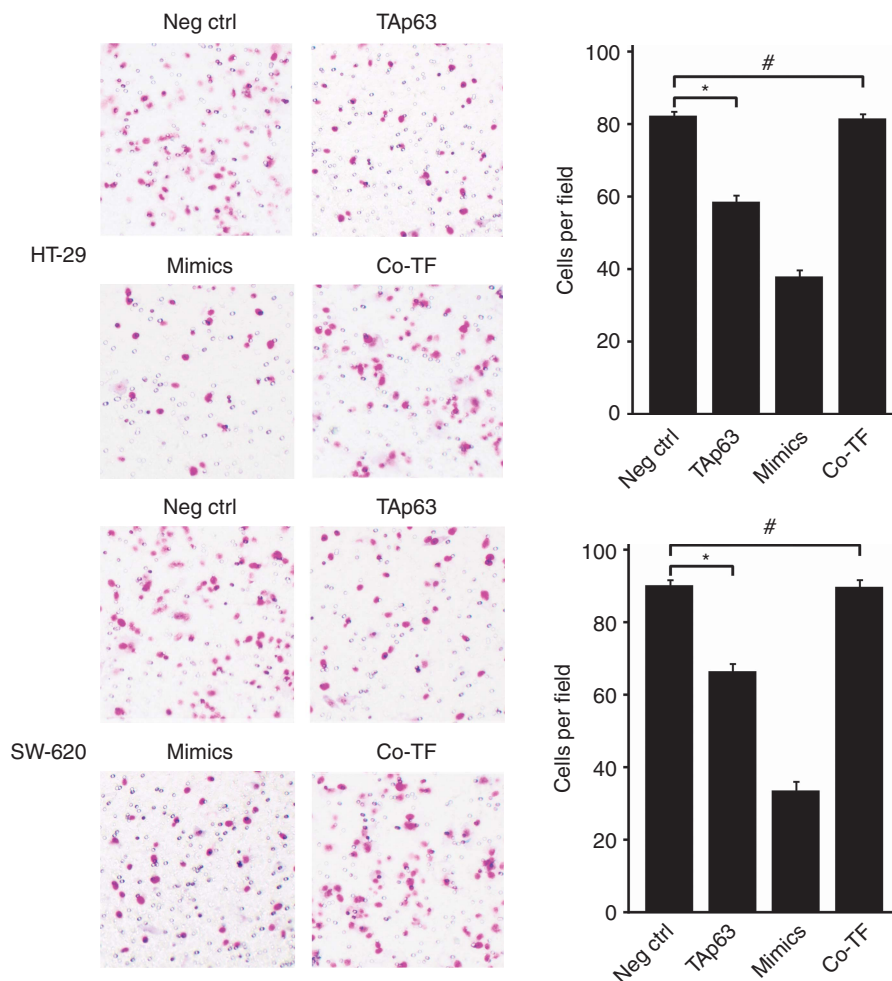 Neg ctrl TAp63
HT-29
Mimics Co-TF
Neg ctrl TAp63
SW-620
Mimics Co-TF
100
80
60
40
20
0
Cells per field
#
*
Neg ctrl TAp63 Mimics Co-TF
100
80
60
40
20
0
Cells per field
#
*
Neg ctrl TAp63 Mimics Co-TF